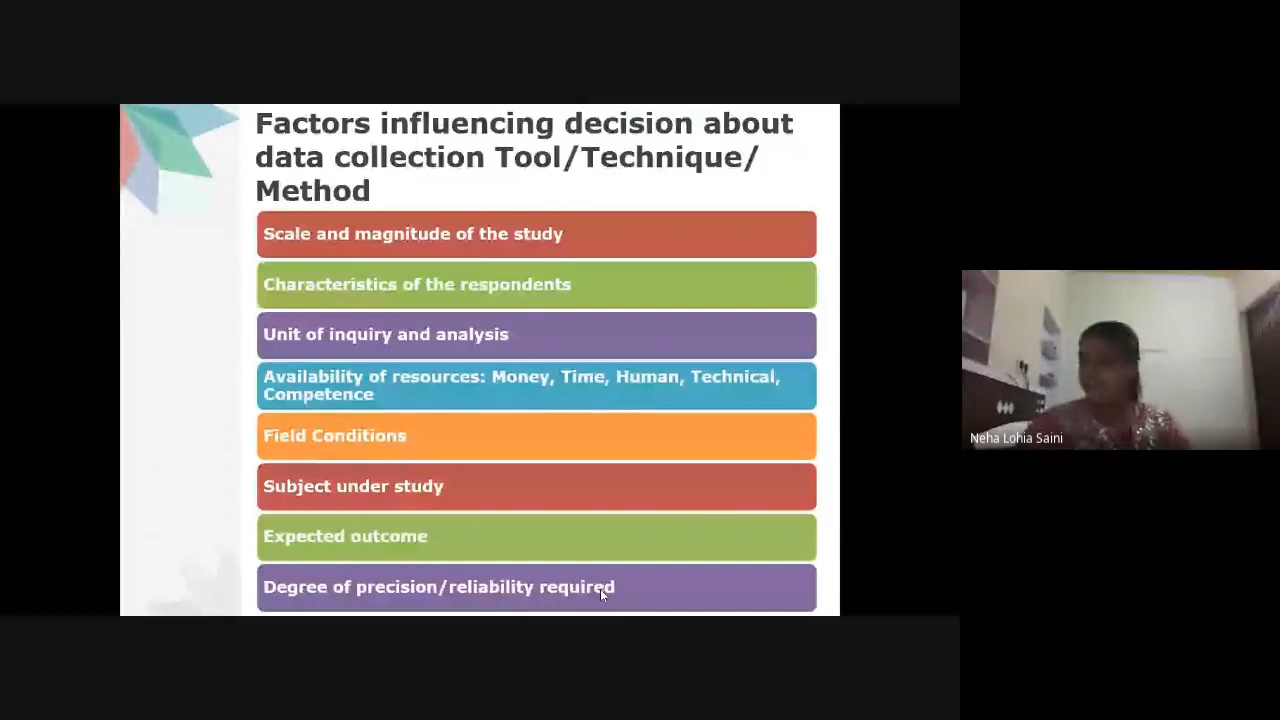 Factors influencing decision about
data collection Tool/Technique/
Method
Scale and magnitude of the study
Characteristics of the respondents
Unit of inquiry and analysis
Availability of resources: Money, Time, Human, Technical,
Competence
Field Conditions
Subject under study
Expected outcome
Degree of precision/reliability required
Neha Lohia Saini